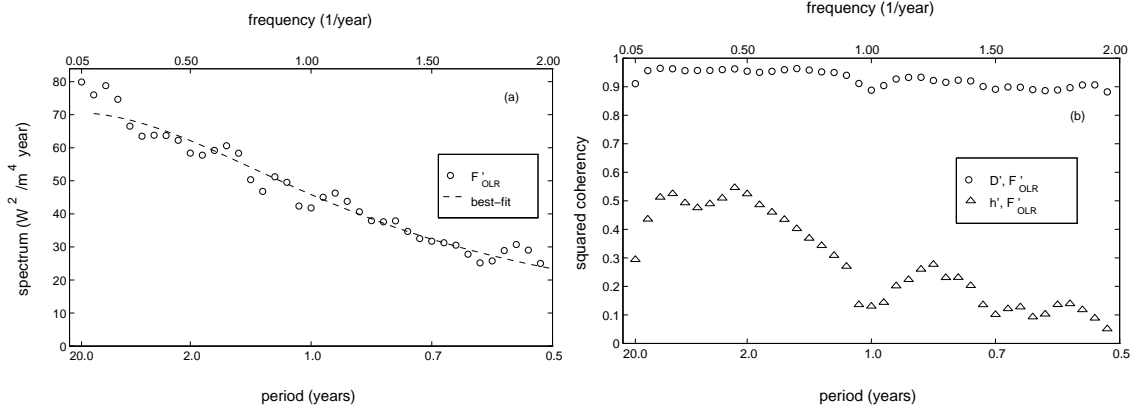 frequency (1/year)
0.05 0.50 1.00 1.50 2.00
80
70
60
50
40
30
20
10
0
spectrum (W² /m⁴ year)
(a)
F'OLR
best–fit
20.0 2.0 1.0 0.7 0.5
period (years)
frequency (1/year)
0.05 0.50 1.00 1.50 2.00
1
0.9
0.8
0.7
0.6
0.5
0.4
0.3
0.2
0.1
0
squared coherency
(b)
D', F'OLR
h', F'OLR
20.0 2.0 1.0 0.7 0.5
period (years)